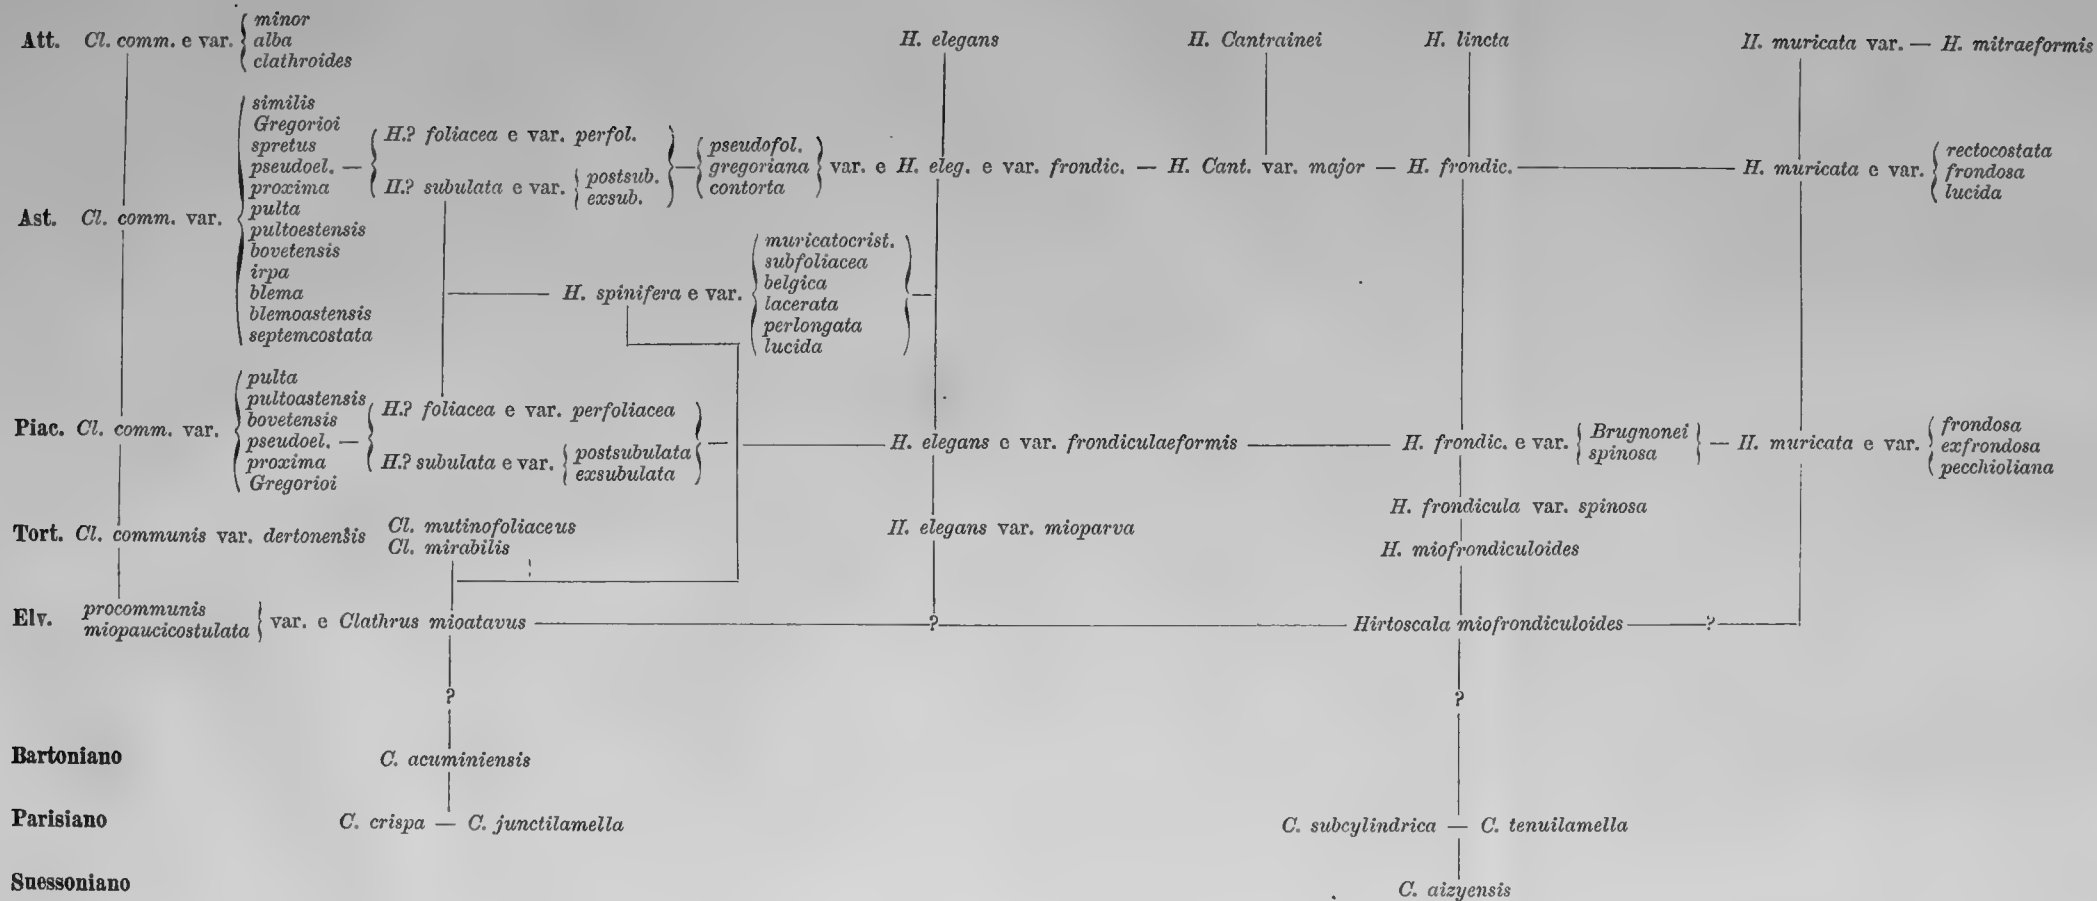 Att. Cl. comm. e var. { minor
alba
clathroides
H. elegans
H. Cantrainei
H. lincta
H. muricata var. — H. mitraeformis
Ast. Cl. comm. var.
similis
Gregorioi
spretus
pseudoel. —
proxima
pulta
pultoestensis
bovetensis
irpa
blema
blemoastensis
septemcostata
H.? foliacea e var. perfol.
H.? subulata e var. { postsub.
exsub.
pseudofol.
gregoriana
contorta
var. e H. eleg. e var. frondic. — H. Cant. var. major — H. frondic.
H. muricata e var. { rectocostata
frondosa
lucida
H. spinifera e var.
muricatocrist.
subfoliacea
belgica
lacerata
perlongata
lucida
Piac. Cl. comm. var.
pulta
pultoastensis
bovetensis
pseudoel. —
proxima
Gregorioi
H.? foliacea e var. perfoliacea
H.? subulata e var. { postsubulata
exsubulata
H. elegans e var. frondiculaeformis
H. frondic. e var. { Brugnonei
spinosa
— H. muricata e var. { frondosa
exfrondosa
pecchioliana
Tort. Cl. communis var. dertonensis
Cl. mutinofoliaceus
Cl. mirabilis
H. elegans var. mioparva
H. frondicula var. spinosa
H. miofrondiculoides
Elv. procommunis
miopaucicostulata } var. e Clathrus mioatavus — ? — Hirtoscala miofrondiculoides — ?
?
?
Bartoniano
C. acuminiensis
Parisiano
C. crispa — C. junctilamella
C. subcylindrica — C. tenuilamella
Suessoniano
C. aizyensis